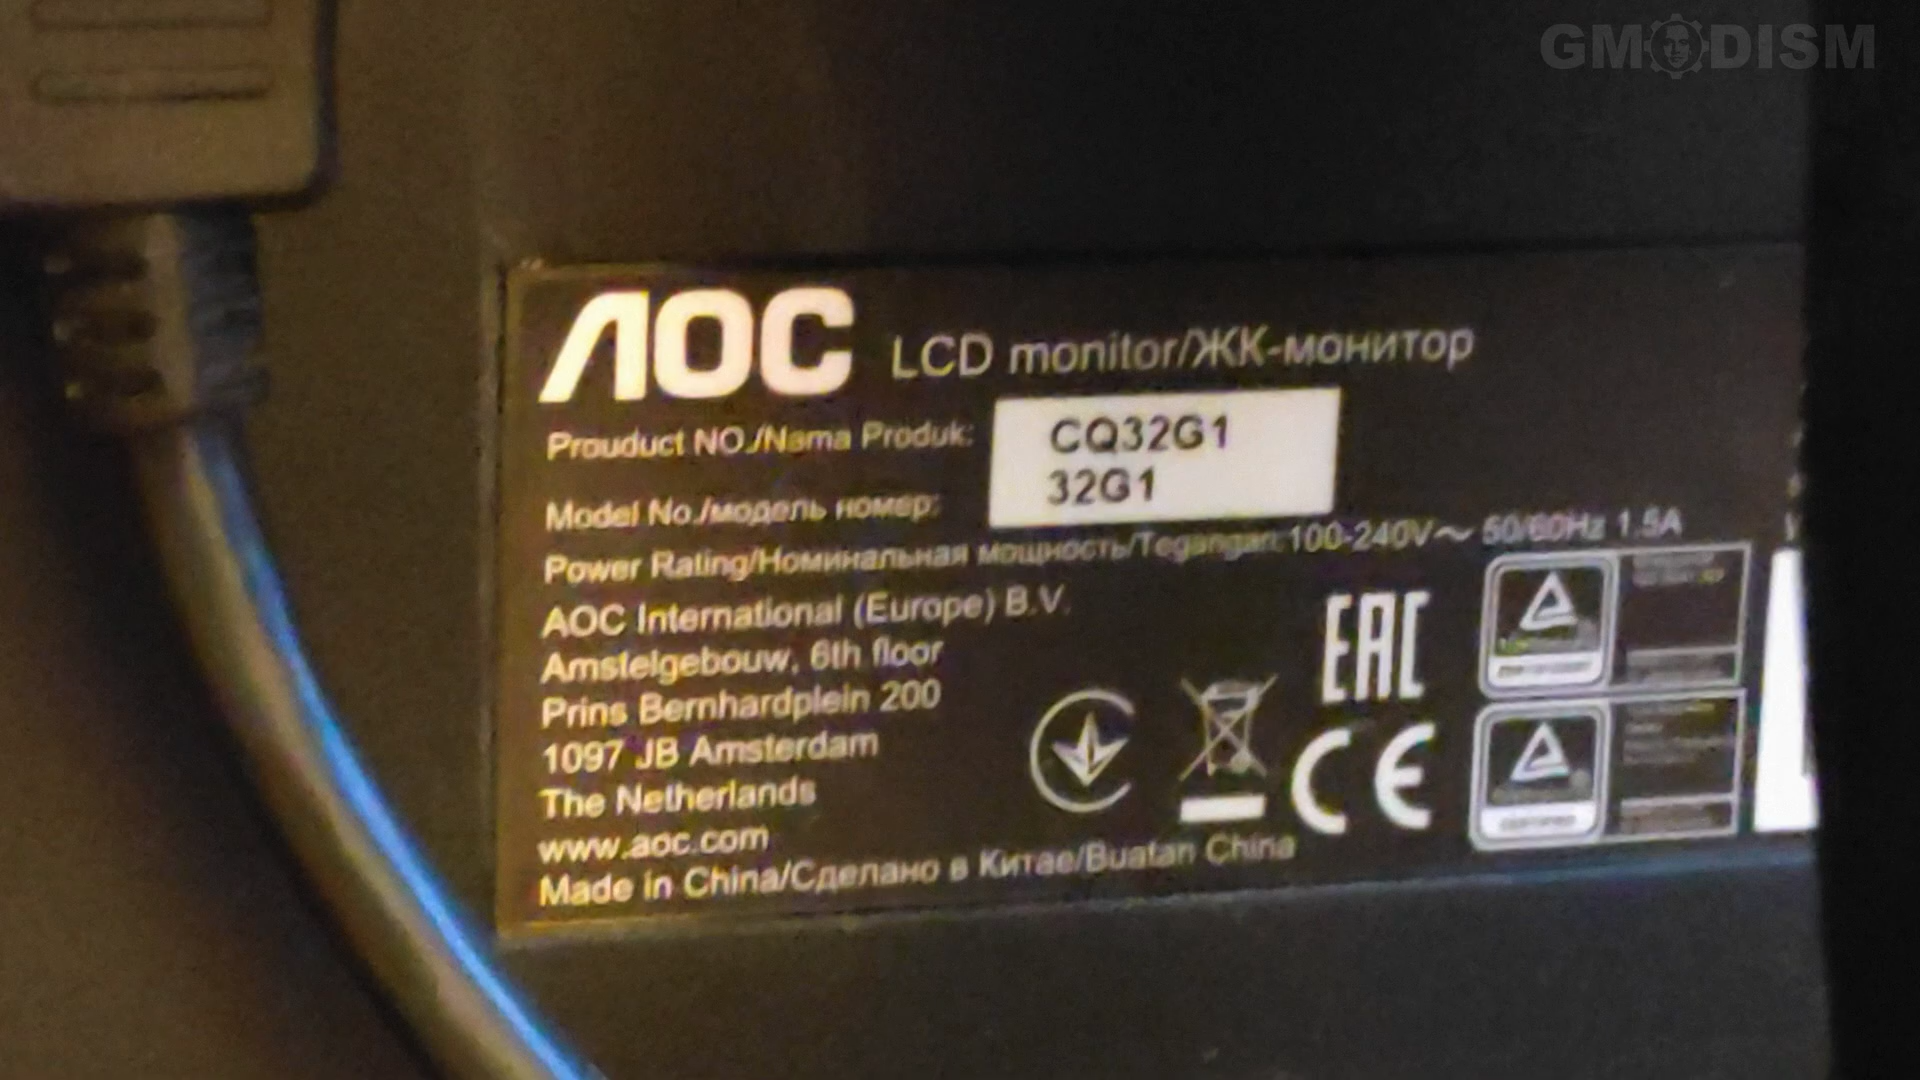 GMODISM
AOC LCD monitor/ЖК-монитор
Prouduct NO./Nama Produk: CQ32G1
Model No./модель номер: 32G1
Power Rating/Номинальная мощность/Tegangan:100-240V～ 50/60Hz 1.5A
AOC International (Europe) B.V.
Amstelgebouw, 6th floor
Prins Bernhardplein 200
1097 JB Amsterdam
The Netherlands
www.aoc.com
Made in China/Сделано в Китае/Buatan China
EAC
CE